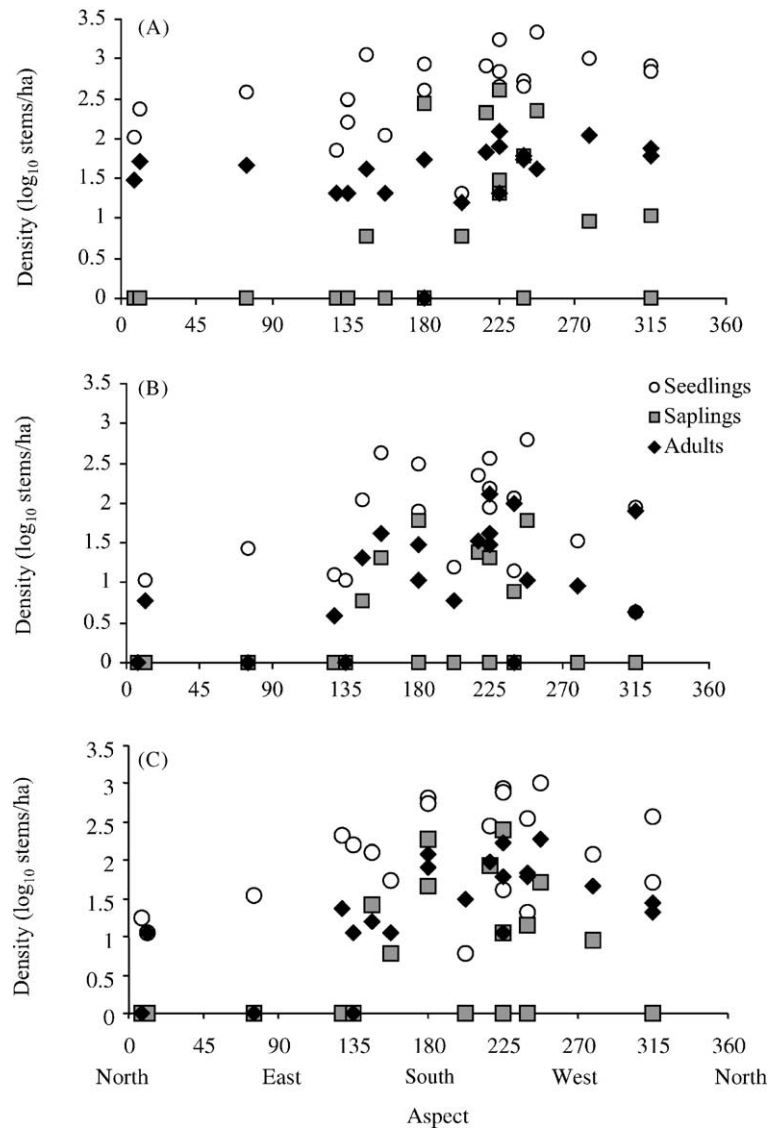 (A)
3.5
3
2.5
2
1.5
1
0.5
0
Density (log10 stems/ha)
0 45 90 135 180 225 270 315 360
(B)
3.5
3
2.5
2
1.5
1
0.5
0
Density (log10 stems/ha)
Seedlings
Saplings
Adults
0 45 90 135 180 225 270 315 360
(C)
3.5
3
2.5
2
1.5
1
0.5
0
Density (log10 stems/ha)
0 45 90 135 180 225 270 315 360
North East South West North
Aspect